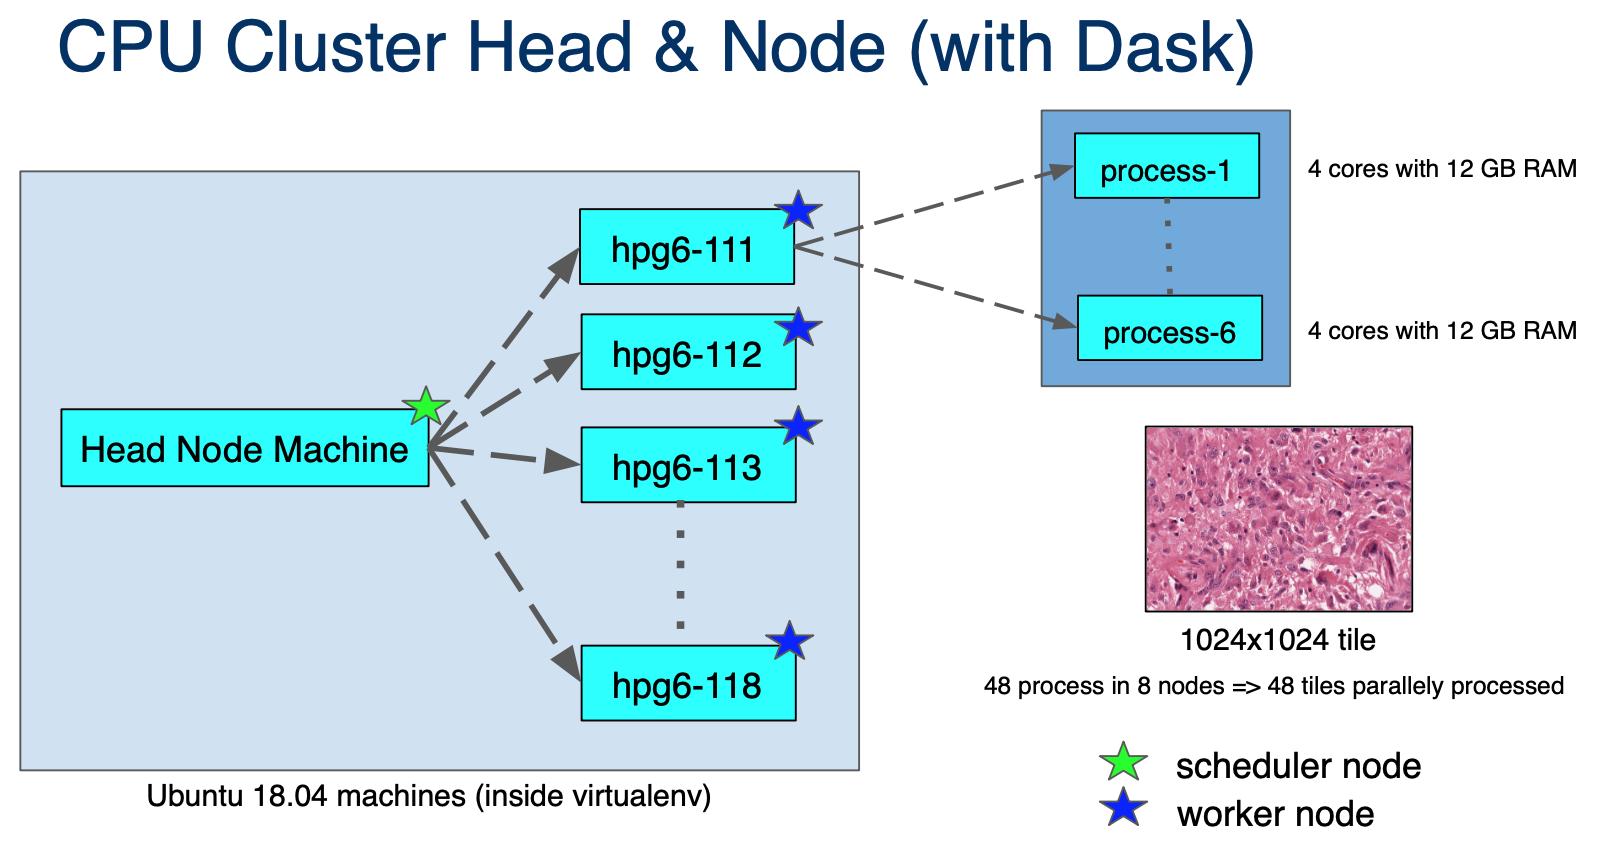 CPU Cluster Head & Node (with Dask)
process-1
4 cores with 12 GB RAM
hpg6-111
process-6
4 cores with 12 GB RAM
hpg6-112
Head Node Machine
hpg6-113
1024x1024 tile
hpg6-118
48 process in 8 nodes => 48 tiles parallely processed
scheduler node
Ubuntu 18.04 machines (inside virtualenv)
worker node